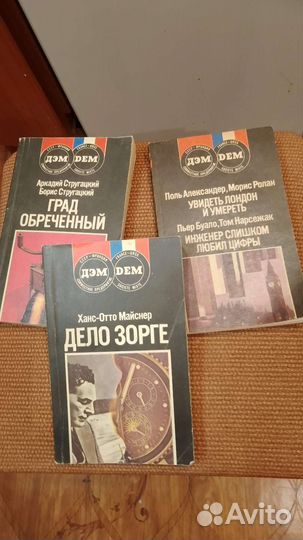 ДЭМ DEM
Аркадий Стругацкий
Борис Стругацкий
ГРАД
ОБРЕЧЕННЫЙ
ДЭМ DEM
Поль Александер, Морис Ролан
УВИДЕТЬ ЛОНДОН
И УМЕРЕТЬ
Пьер Буало, Том Нарсежак
ИНЖЕНЕР СЛИШКОМ
ЛЮБИЛ ЦИФРЫ
ДЭМ DEM
Ханс-Отто Майснер
ДЕЛО ЗОРГЕ
Avito